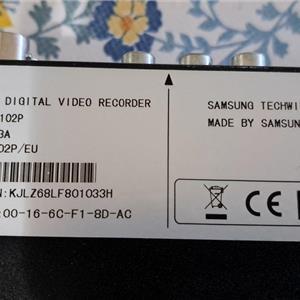 DIGITAL VIDEO RECORDER
102P
3A
02P/EU
N:KJLZ68LF801033H
:00-16-6C-F1-8D-AC
SAMSUNG TECHWI
MADE BY SAMSUN
CE